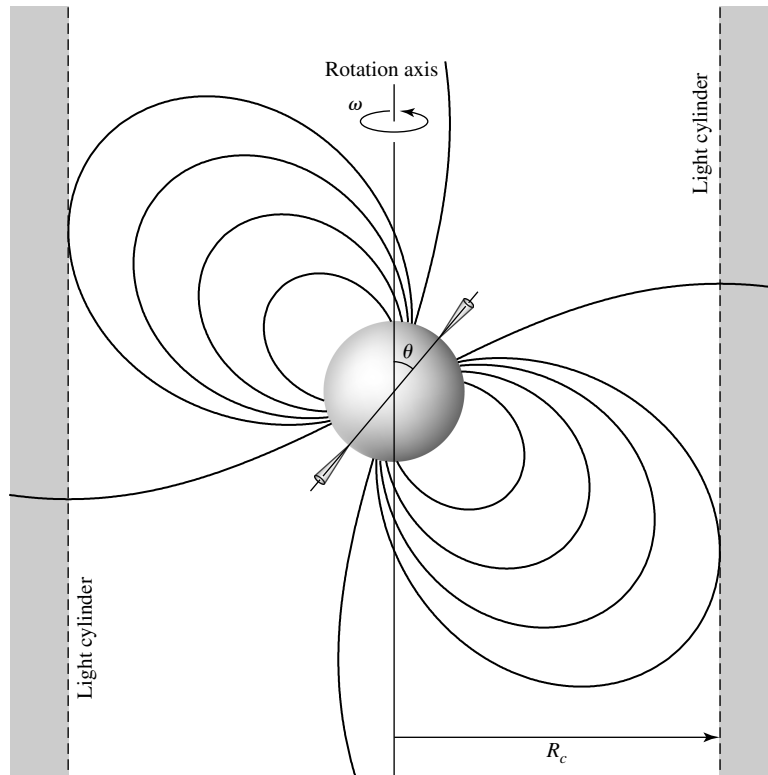 Rotation axis
ω
Light cylinder
θ
Light cylinder
R_c